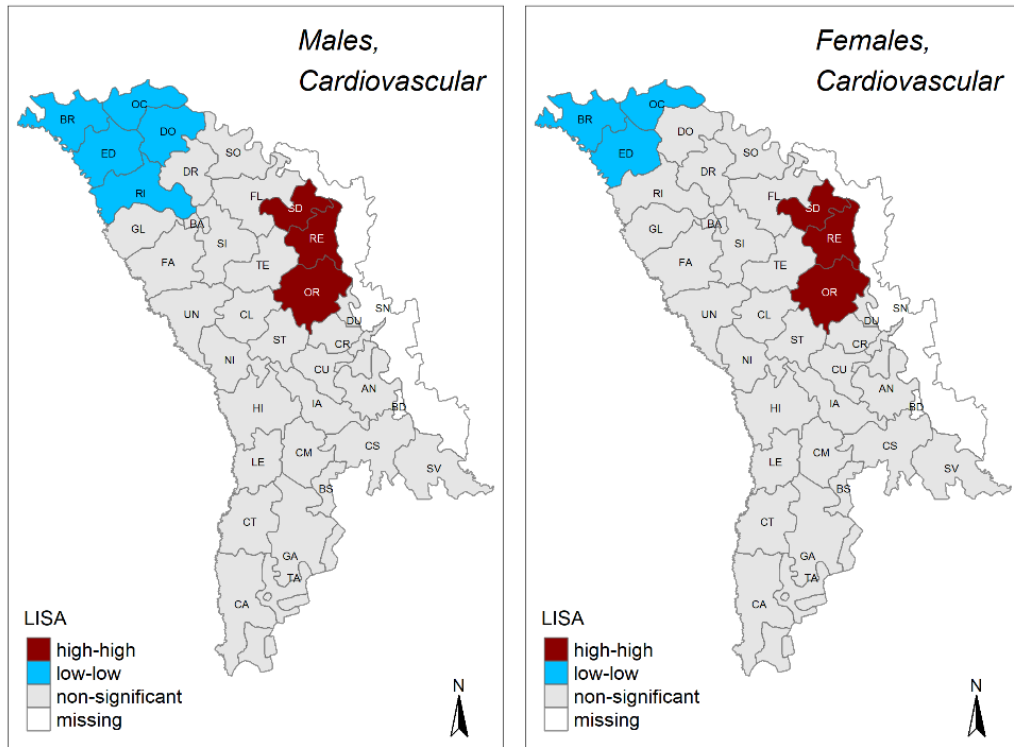 Males,
Cardiovascular
OC
BR
DO
ED
SO
DR
RI
FL
SD
BA
GL
RE
SI
FA
TE
OR
UN
CL
SN
DU
ST
CR
NI
CU
AN
HI
IA
BD
CS
CM
LE
SV
BS
CT
GA
TA
CA
LISA
high-high
low-low
non-significant
missing
N
Females,
Cardiovascular
OC
BR
DO
ED
SO
DR
RI
FL
SD
BA
GL
RE
SI
FA
TE
OR
UN
CL
SN
DU
ST
CR
NI
CU
AN
HI
IA
BD
CS
CM
LE
SV
BS
CT
GA
TA
CA
LISA
high-high
low-low
non-significant
missing
N